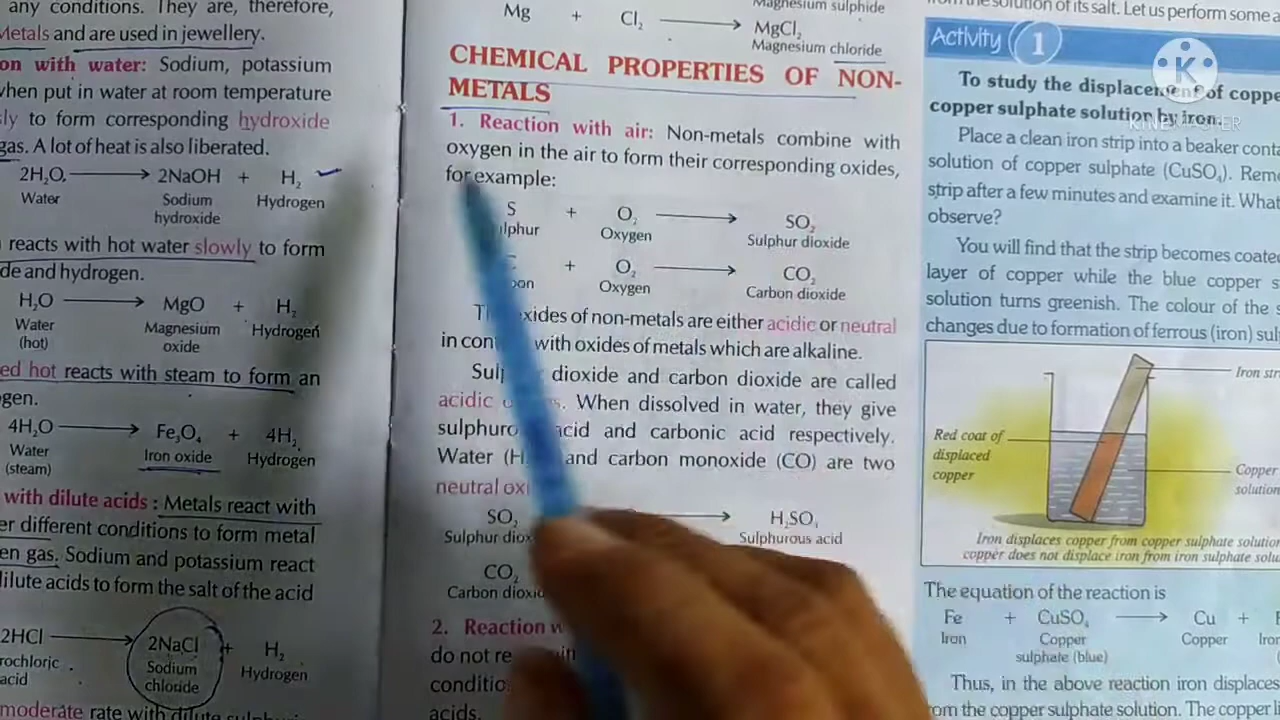 any conditions. They are, therefore,
Metals and are used in jewellery.
on with water: Sodium, potassium
when put in water at room temperature
to form corresponding hydroxide
gas. A lot of heat is also liberated.
2H₂O ⟶ 2NaOH + H₂
Water Sodium hydroxide Hydrogen
reacts with hot water slowly to form
de and hydrogen.
H₂O ⟶ MgO + H₂
Water (hot) Magnesium oxide Hydrogen
ed hot reacts with steam to form an
gen.
4H₂O ⟶ Fe₃O₄ + 4H₂
Water (steam) Iron oxide Hydrogen
with dilute acids : Metals react with
er different conditions to form metal
en gas. Sodium and potassium react
dilute acids to form the salt of the acid
2HCl ⟶ 2NaCl + H₂
rochloric acid Sodium chloride Hydrogen
moderate rate with dilute
Magnesium sulphide
Mg + Cl₂ ⟶ MgCl₂
Magnesium chloride
CHEMICAL PROPERTIES OF NON-
METALS
1. Reaction with air: Non-metals combine with
oxygen in the air to form their corresponding oxides,
for example:
S + O₂ ⟶ SO₂
lphur Oxygen Sulphur dioxide
+ O₂ ⟶ CO₂
bon Oxygen Carbon dioxide
oxides of non-metals are either acidic or neutral
in con with oxides of metals which are alkaline.
Sul dioxide and carbon dioxide are called
acidic . When dissolved in water, they give
sulphuro acid and carbonic acid respectively.
Water (H and carbon monoxide (CO) are two
neutral oxi
SO₂ ⟶ H₂SO
Sulphur diox Sulphurous acid
CO₂
Carbon dioxid
2. Reaction w
do not re
conditio
acids.
from the solution of its salt. Let us perform some a
Activity 1
K
KINEMASTER
To study the displacement of coppe
copper sulphate solution by iron.
Place a clean iron strip into a beaker conta
solution of copper sulphate (CuSO₄). Rem
strip after a few minutes and examine it. What
observe?
You will find that the strip becomes coate
layer of copper while the blue copper s
solution turns greenish. The colour of the s
changes due to formation of ferrous (iron) sul
Iron str
Red coat of
displaced
copper
Copper
solution
Iron displaces copper from copper sulphate solution
copper does not displace iron from iron sulphate solu
The equation of the reaction is
Fe + CuSO₄ ⟶ Cu +
Iron Copper sulphate (blue) Copper Iro
Thus, in the above reaction iron displaces
from the copper sulphate solution. The copper